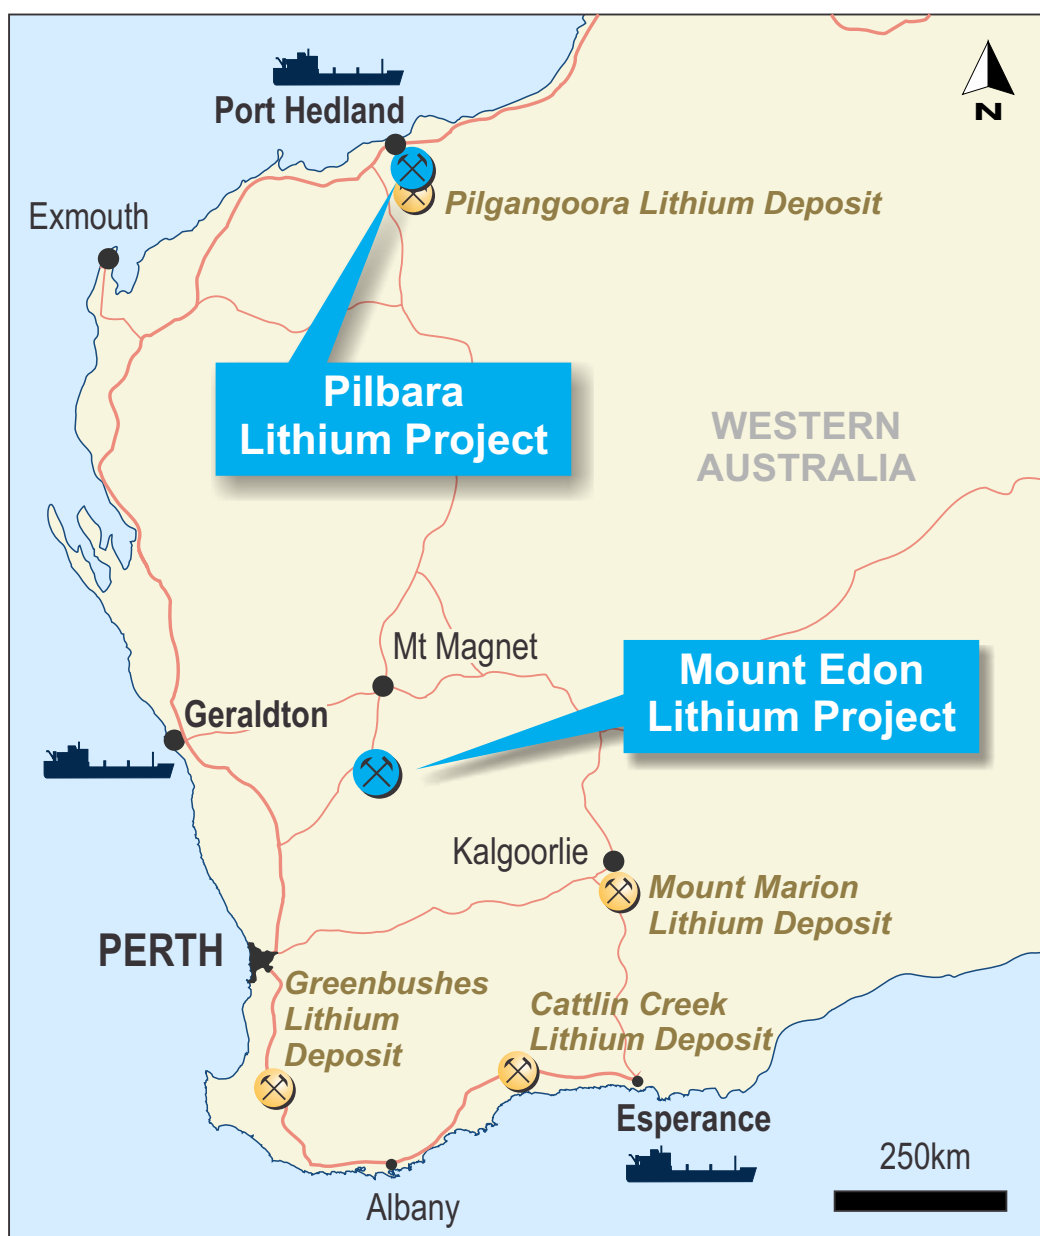 Port Hedland
N
Pilgangoora Lithium Deposit
Exmouth
Pilbara
Lithium Project
WESTERN
AUSTRALIA
Mt Magnet
Mount Edon
Lithium Project
Geraldton
Kalgoorlie
Mount Marion
Lithium Deposit
PERTH
Greenbushes
Lithium
Deposit
Cattlin Creek
Lithium Deposit
Esperance
250km
Albany